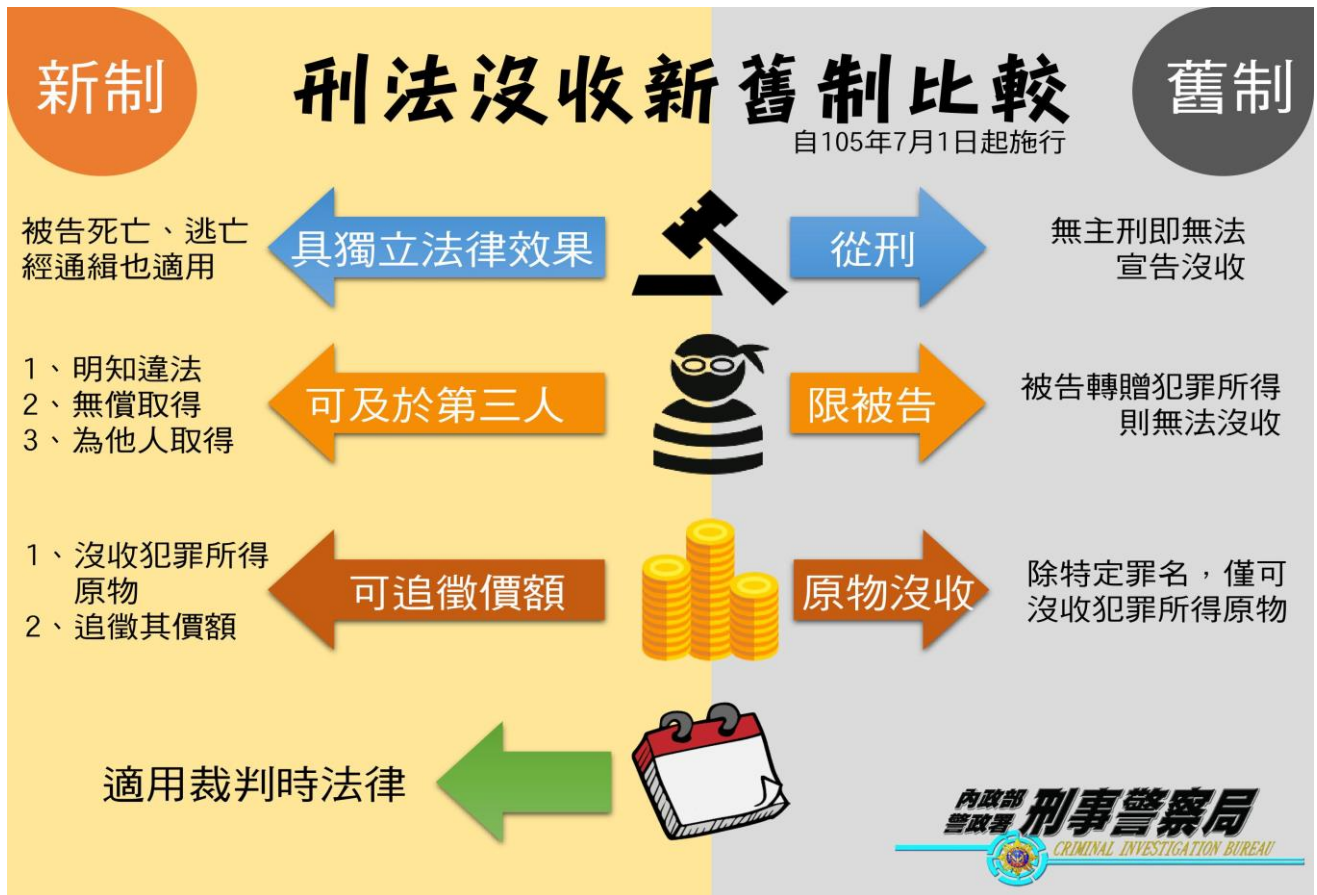 新制
刑法沒收新舊制比較
舊制
自105年7月1日起施行
被告死亡、逃亡
經通緝也適用
具獨立法律效果
從刑
無主刑即無法
宣告沒收
1、明知違法
2、無償取得
3、為他人取得
可及於第三人
限被告
被告轉贈犯罪所得
則無法沒收
1、沒收犯罪所得
原物
2、追徵其價額
可追徵價額
原物沒收
除特定罪名,僅可
沒收犯罪所得原物
適用裁判時法律
內政部
警政署
刑事警察局
CRIMINAL INVESTIGATION BUREAU